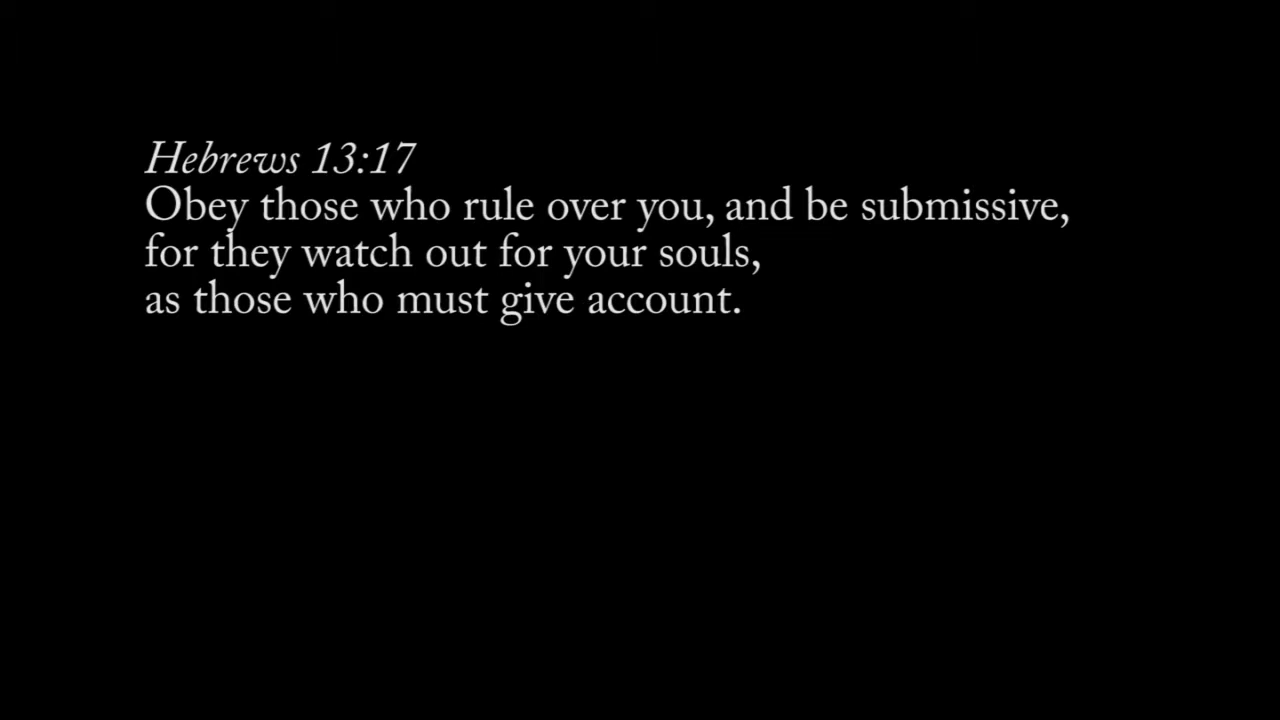 Hebrews 13:17
Obey those who rule over you, and be submissive,
for they watch out for your souls,
as those who must give account.